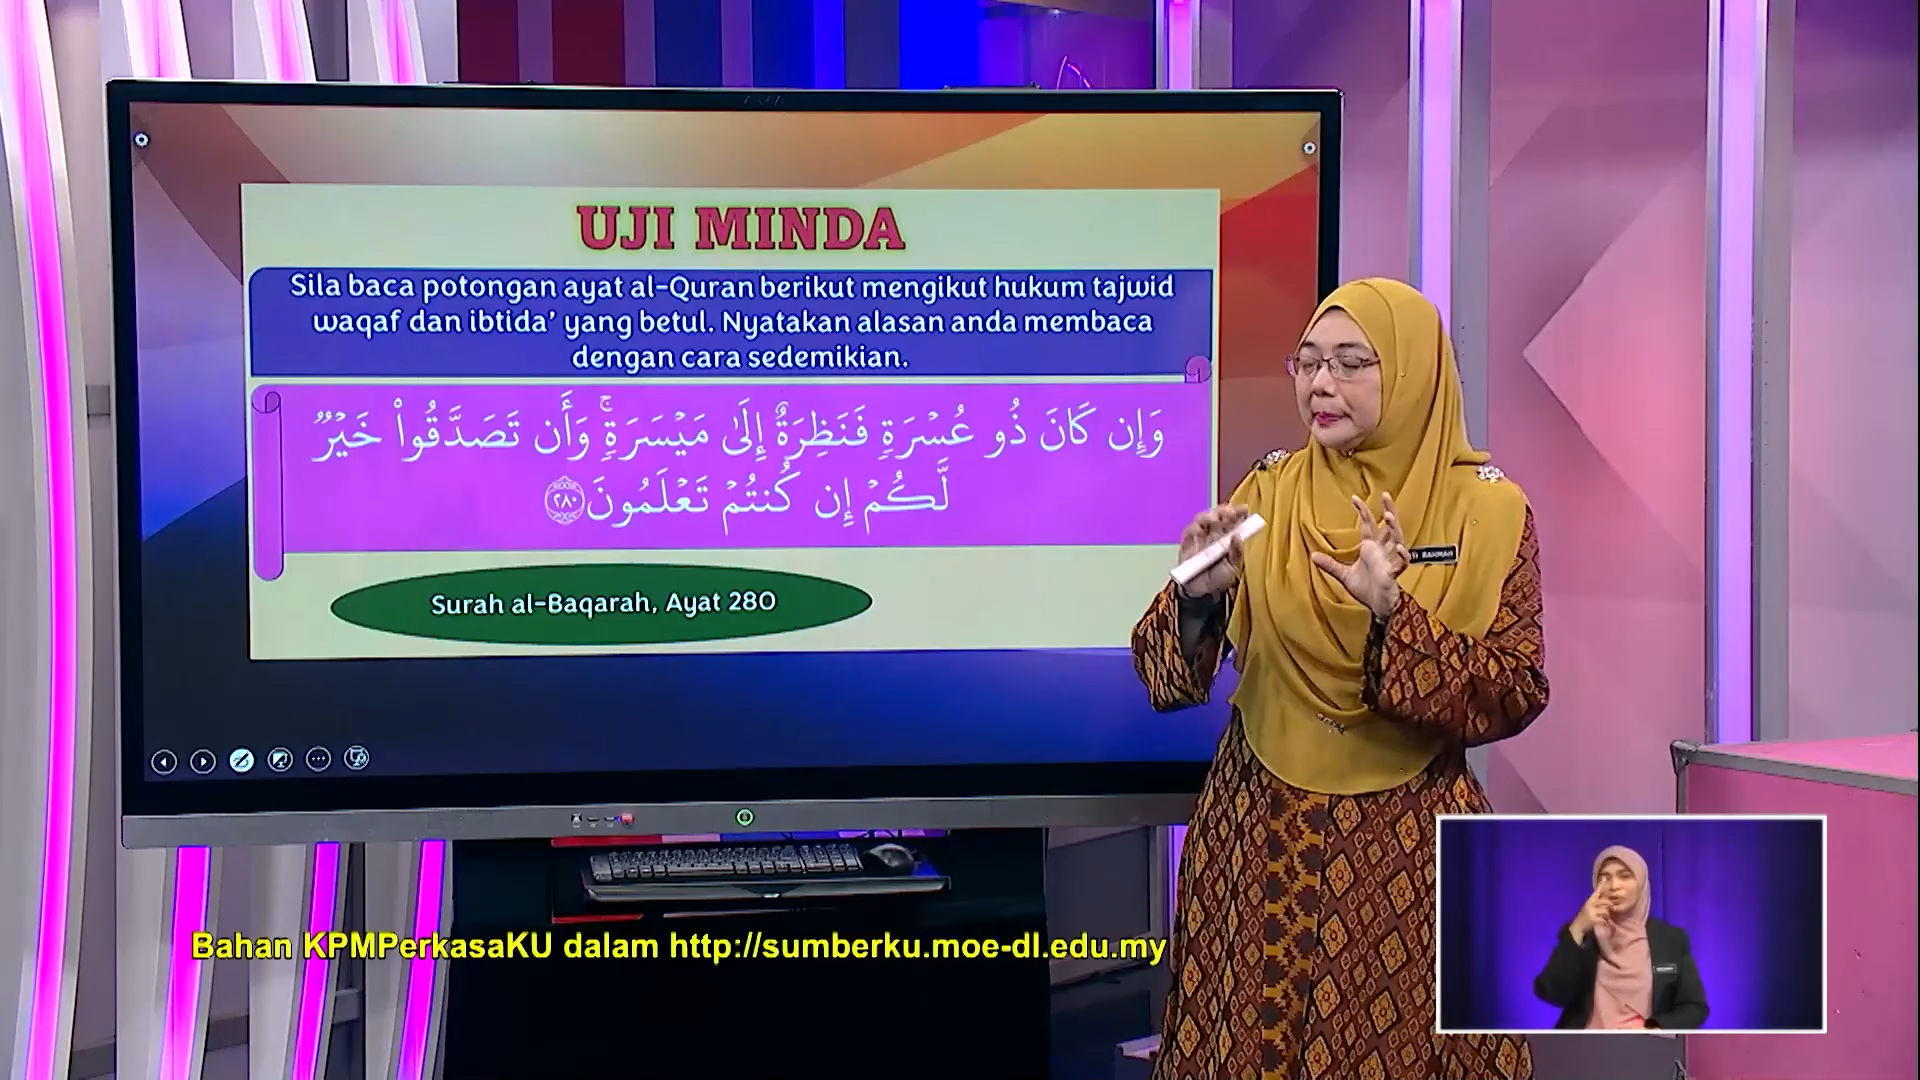 UJI MINDA
Sila baca potongan ayat al-Quran berikut mengikut hukum tajwid
waqaf dan ibtida' yang betul. Nyatakan alasan anda membaca
dengan cara sedemikian.
وَإِن كَانَ ذُو عُسْرَةٍ فَنَظِرَةٌ إِلَىٰ مَيْسَرَةٍ ۚ وَأَن تَصَدَّقُوا۟ خَيْرٌ
لَّكُمْ إِن كُنتُمْ تَعْلَمُونَ ٢٨٠
Surah al-Baqarah, Ayat 280
Bahan KPMPerkasaKU dalam http://sumberku.moe-dl.edu.my